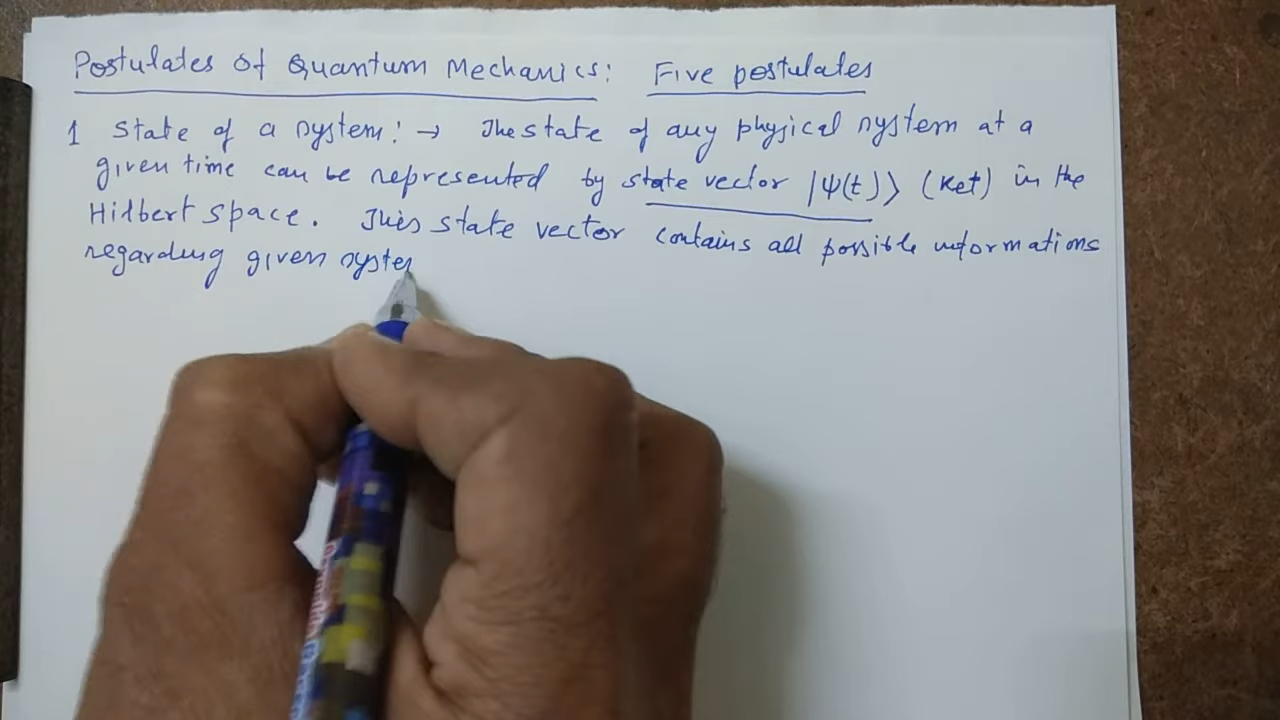 Postulates of Quantum Mechanics: Five postulates
1 State of a system: → The state of any physical system at a
given time can be represented by state vector |ψ(t)⟩ (Ket) in the
Hilbert space. This state vector contains all possible informations
regarding given syste